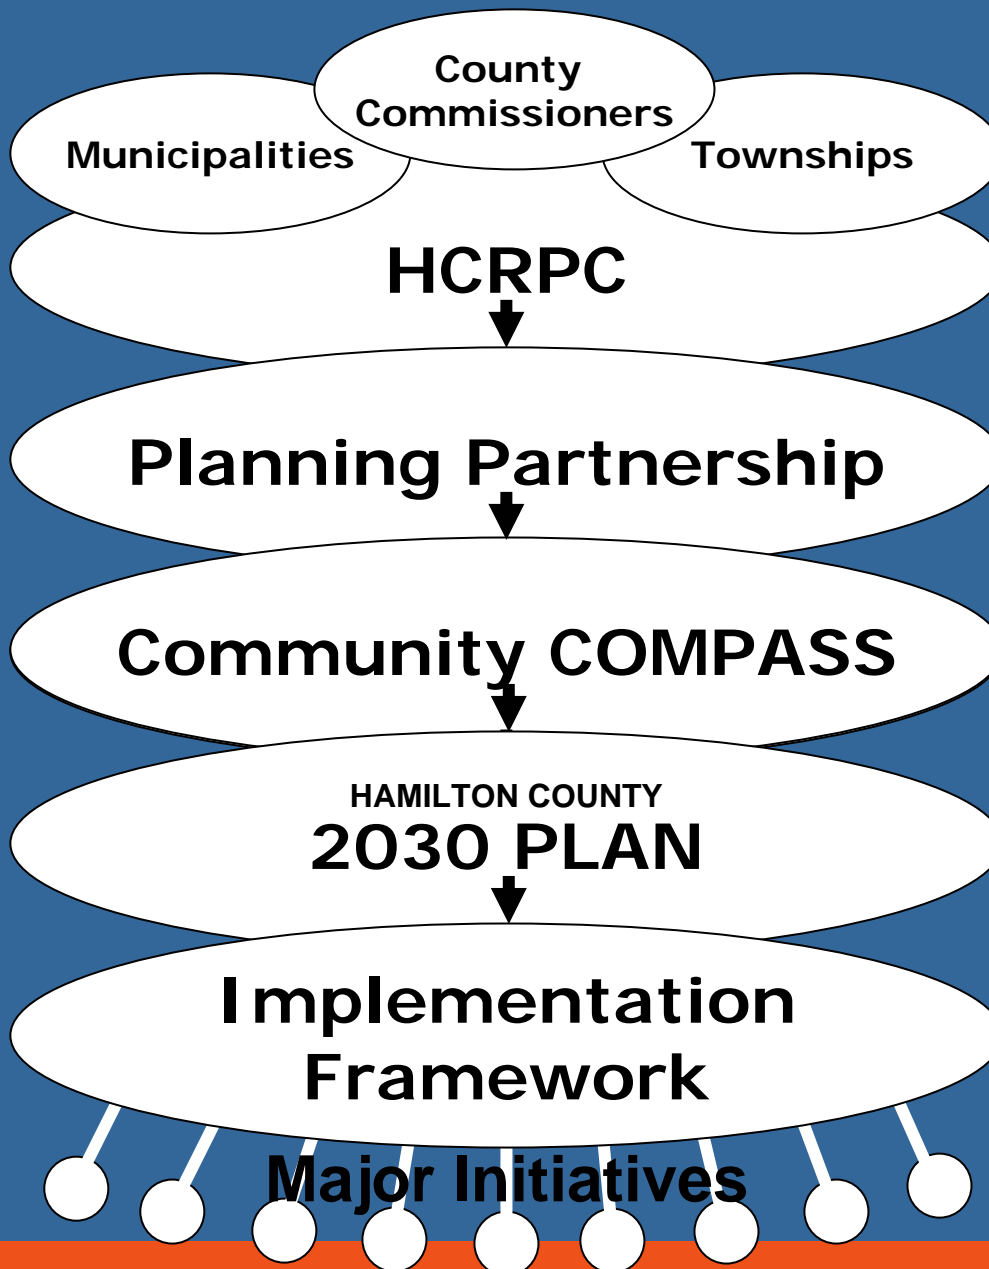 County
Commissioners
Municipalities
Townships
HCRPC
Planning Partnership
Community COMPASS
HAMILTON COUNTY
2030 PLAN
Implementation
Framework
Major Initiatives